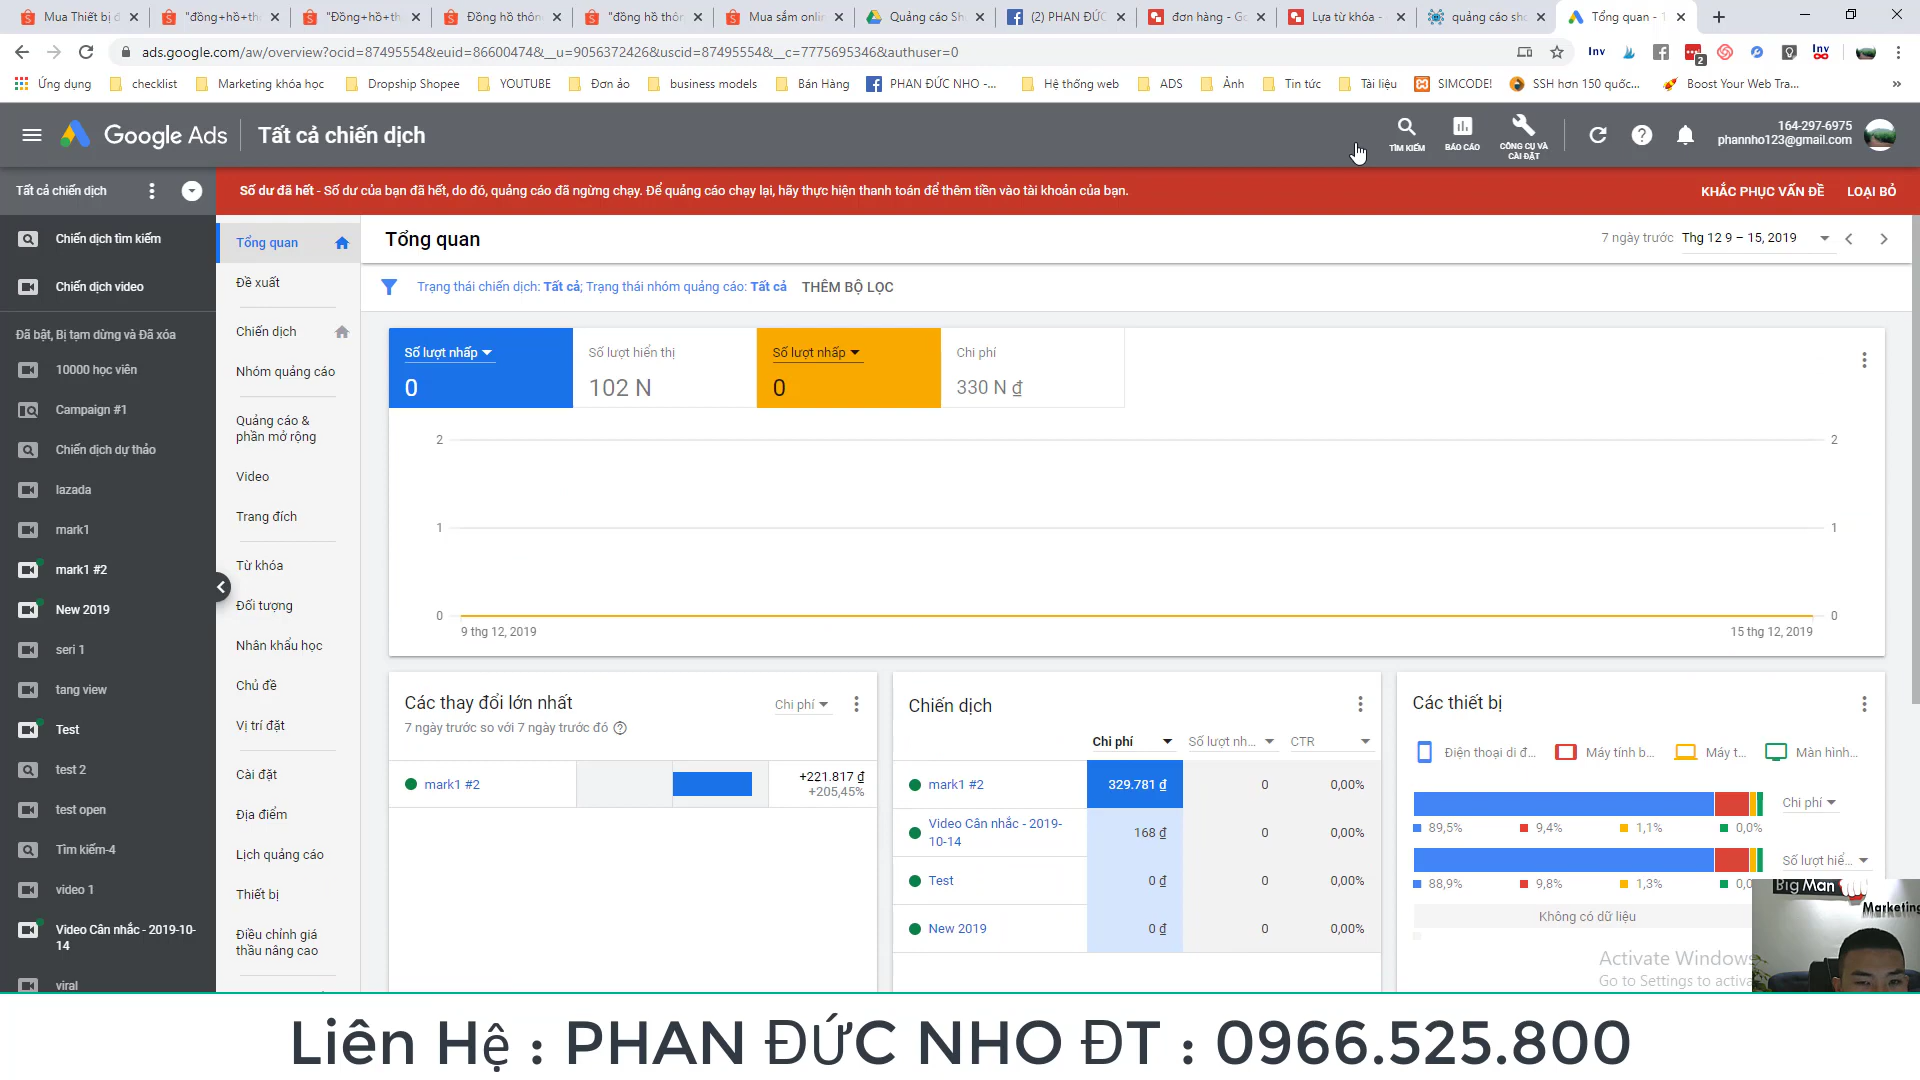 Mua Thiết bị đ
"đồng+hồ+th
"Đồng+hồ+th
Đồng hồ thôn
"đồng hồ thôn
Mua sắm onlin
Quảng cáo Sh
(2) PHAN ĐỨC
đơn hàng - Go
Lựa từ khóa -
quảng cáo sho
Tổng quan - T
ads.google.com/aw/overview?ocid=87495554&euid=86600474&__u=9056372426&uscid=87495554&__c=7775695346&authuser=0
Inv
2
Inv
Ứng dụng
checklist
Marketing khóa học
Dropship Shopee
YOUTUBE
Đơn ảo
business models
Bán Hàng
PHAN ĐỨC NHO -...
Hệ thống web
ADS
Ảnh
Tin tức
Tài liệu
SIMCODE!
SSH hơn 150 quốc...
Boost Your Web Tra...
Google Ads
Tất cả chiến dịch
TÌM KIẾM
BÁO CÁO
CÔNG CỤ VÀ CÀI ĐẶT
164-297-6975
phannho123@gmail.com
Tất cả chiến dịch
Số dư đã hết - Số dư của bạn đã hết, do đó, quảng cáo đã ngừng chạy. Để quảng cáo chạy lại, hãy thực hiện thanh toán để thêm tiền vào tài khoản của bạn.
KHẮC PHỤC VẤN ĐỀ
LOẠI BỎ
Chiến dịch tìm kiếm
Chiến dịch video
Đã bật, Bị tạm dừng và Đã xóa
10000 học viên
Campaign #1
Chiến dịch dự thảo
lazada
mark1
mark1 #2
New 2019
seri 1
tang view
Test
test 2
test open
Tìm kiếm-4
video 1
Video Cân nhắc - 2019-10-
14
viral
Tổng quan
Đề xuất
Chiến dịch
Nhóm quảng cáo
Quảng cáo &
phần mở rộng
Video
Trang đích
Từ khóa
Đối tượng
Nhân khẩu học
Chủ đề
Vị trí đặt
Cài đặt
Địa điểm
Lịch quảng cáo
Thiết bị
Điều chỉnh giá
thầu nâng cao
Tổng quan
7 ngày trước
Thg 12 9 – 15, 2019
Trạng thái chiến dịch: Tất cả; Trạng thái nhóm quảng cáo: Tất cả
THÊM BỘ LỌC
Số lượt nhấp
0
Số lượt hiển thị
102 N
Số lượt nhấp
0
Chi phí
330 N ₫
2
2
1
1
0
0
9 thg 12, 2019
15 thg 12, 2019
Các thay đổi lớn nhất
Chi phí
7 ngày trước so với 7 ngày trước đó
mark1 #2
+221.817 ₫
+205,45%
Chiến dịch
Chi phí
Số lượt nh...
CTR
mark1 #2
329.781 ₫
0
0,00%
Video Cân nhắc - 2019-
10-14
168 ₫
0
0,00%
Test
0 ₫
0
0,00%
New 2019
0 ₫
0
0,00%
Các thiết bị
Điện thoại di đ...
Máy tính b...
Máy t...
Màn hình...
Chi phí
89,5%
9,4%
1,1%
0,0%
Số lượt hiể...
88,9%
9,8%
1,3%
Không có dữ liệu
Big Man
Marketing
Activate Windows
Go to Settings to activa
Liên Hệ : PHAN ĐỨC NHO ĐT : 0966.525.800